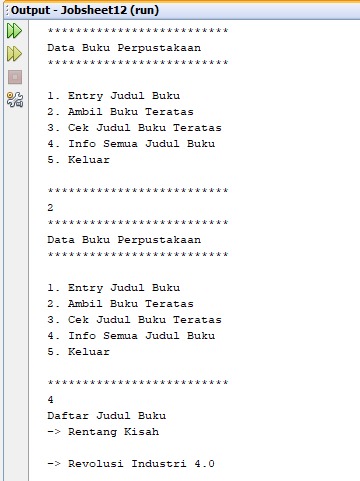 Output - Jobsheet12 (run)
**************************
Data Buku Perpustakaan
**************************
1. Entry Judul Buku
2. Ambil Buku Teratas
3. Cek Judul Buku Teratas
4. Info Semua Judul Buku
5. Keluar
**************************
2
**************************
Data Buku Perpustakaan
**************************
1. Entry Judul Buku
2. Ambil Buku Teratas
3. Cek Judul Buku Teratas
4. Info Semua Judul Buku
5. Keluar
**************************
4
Daftar Judul Buku
-> Rentang Kisah
-> Revolusi Industri 4.0